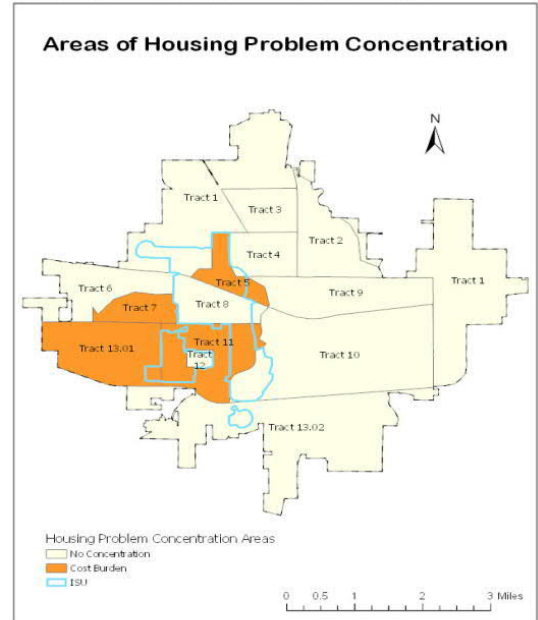 Areas of Housing Problem Concentration
N
Tract 1
Tract 3
Tract 2
Tract 4
Tract 5
Tract 1
Tract 6
Tract 9
Tract 7
Tract 8
Tract 11
Tract 13.01
Tract
12
Tract 10
Tract 13.02
Housing Problem Concentration Areas
No Concentration
Cost Burden
ISU
0 0.5 1 2 3 Miles